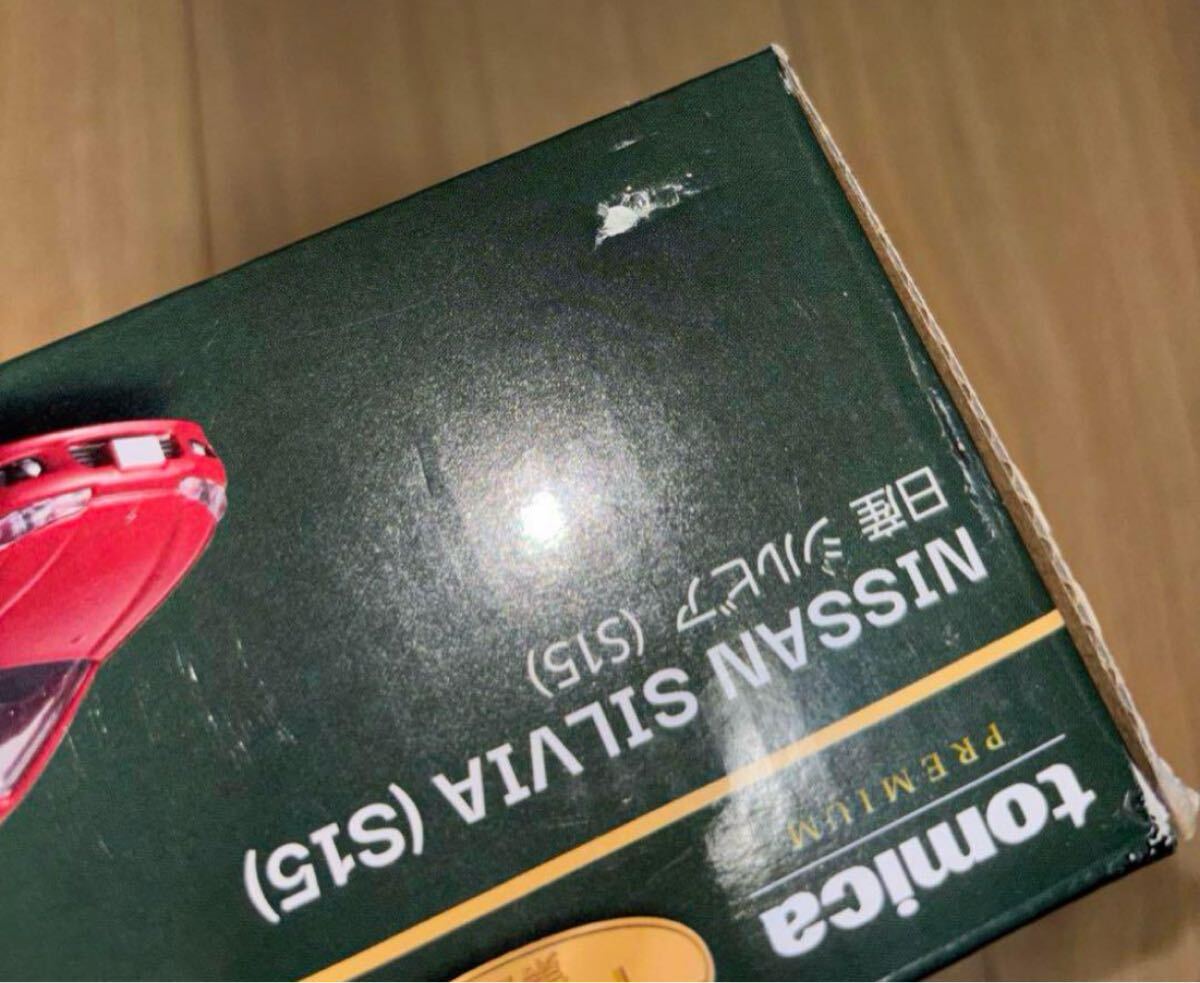 tomica
PREMIUM
NISSAN SILVIA (S15)
日産 シルビア (S15)